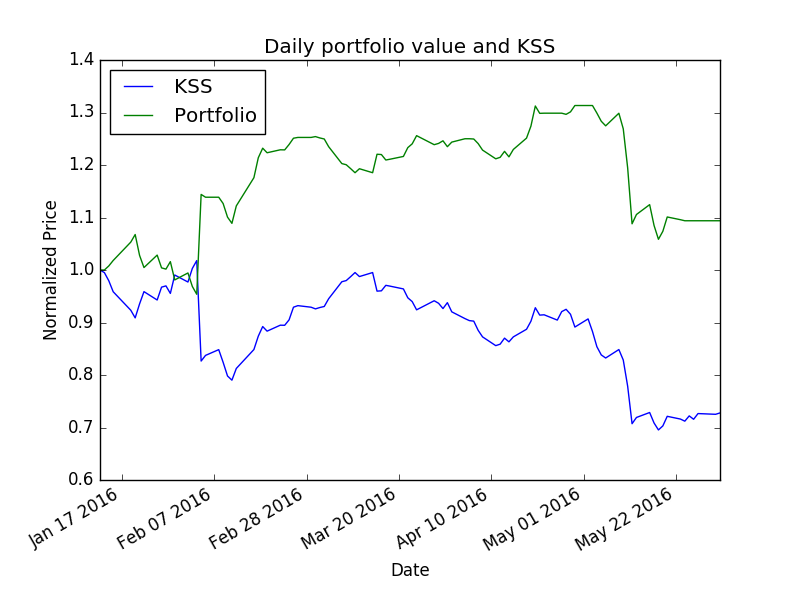 Daily portfolio value and KSS
KSS
Portfolio
1.4
1.3
1.2
1.1
1.0
0.9
0.8
0.7
0.6
Normalized Price
Jan 17 2016
Feb 07 2016
Feb 28 2016
Mar 20 2016
Apr 10 2016
May 01 2016
May 22 2016
Date